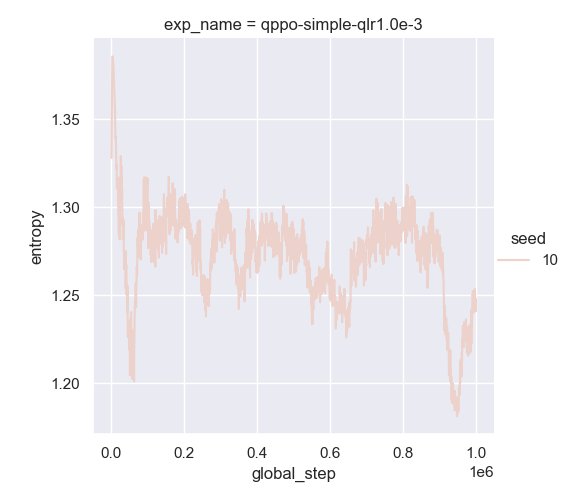 exp_name = qppo-simple-qlr1.0e-3
1.35
1.30
1.25
1.20
entropy
0.0 0.2 0.4 0.6 0.8 1.0
1e6
global_step
seed
10